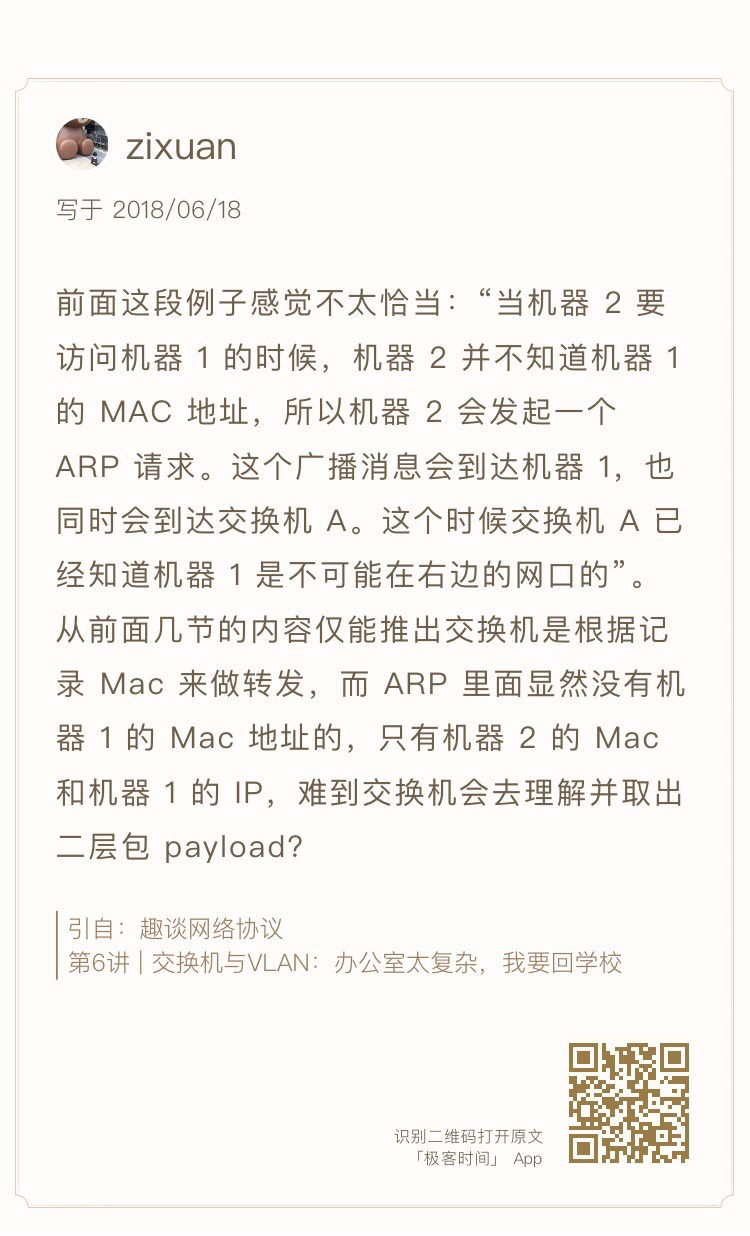 zixuan
写于 2018/06/18
前面这段例子感觉不太恰当：“当机器 2 要
访问机器 1 的时候，机器 2 并不知道机器 1
的 MAC 地址，所以机器 2 会发起一个
ARP 请求。这个广播消息会到达机器 1，也
同时会到达交换机 A。这个时候交换机 A 已
经知道机器 1 是不可能在右边的网口的”。
从前面几节的内容仅能推出交换机是根据记
录 Mac 来做转发，而 ARP 里面显然没有机
器 1 的 Mac 地址的，只有机器 2 的 Mac
和机器 1 的 IP，难到交换机会去理解并取出
二层包 payload?
引自：趣谈网络协议
第6讲 | 交换机与VLAN：办公室太复杂，我要回学校
识别二维码打开原文
「极客时间」 App